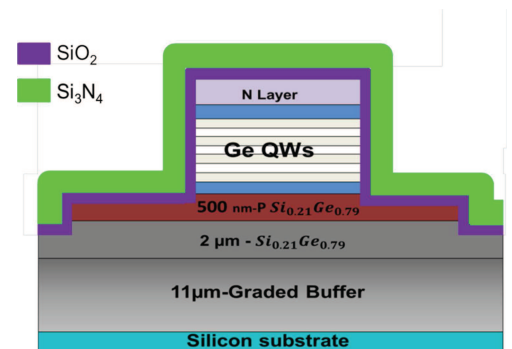 SiO₂
Si₃N₄
N Layer
Ge QWs
500 nm-P Si₀.₂₁Ge₀.₇₉
2 µm - Si₀.₂₁Ge₀.₇₉
11µm-Graded Buffer
Silicon substrate